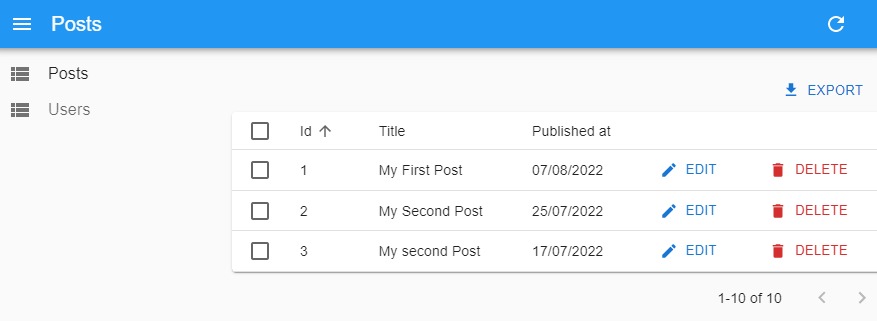 Posts
Posts
Users
EXPORT
Id Title Published at
1 My First Post 07/08/2022 EDIT DELETE
2 My Second Post 25/07/2022 EDIT DELETE
3 My second Post 17/07/2022 EDIT DELETE
1-10 of 10